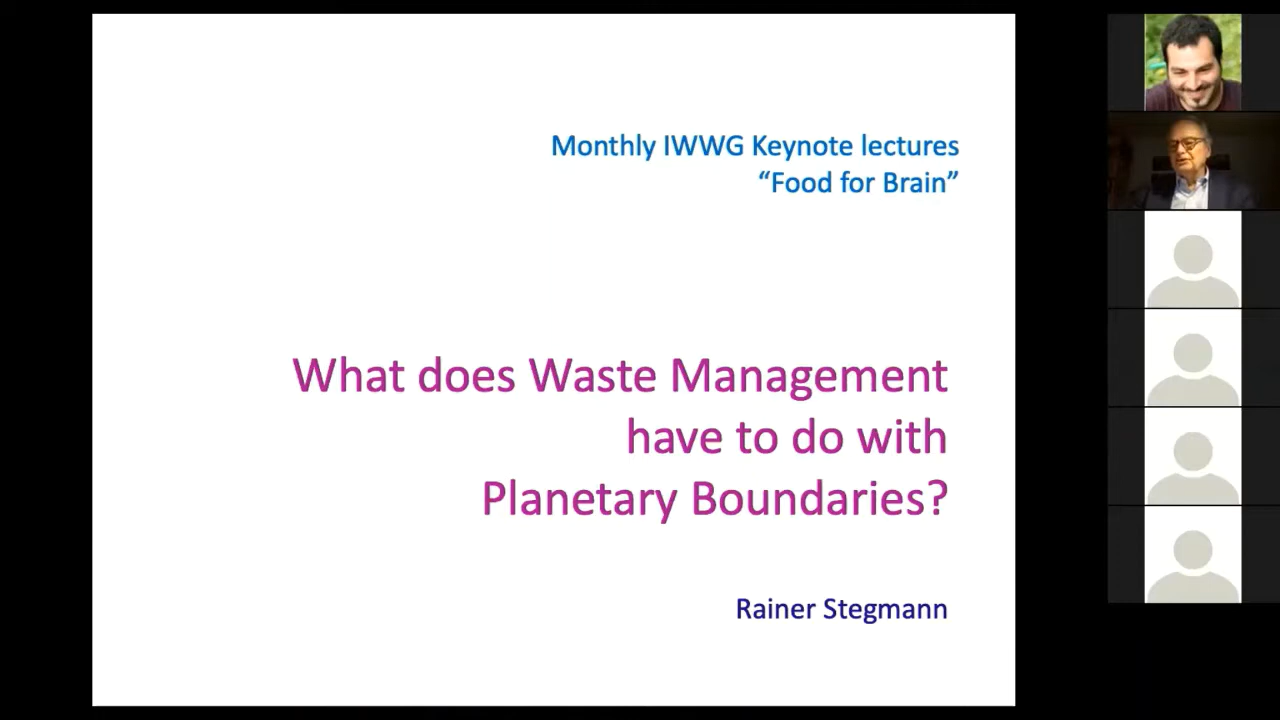 Monthly IWWG Keynote lectures
“Food for Brain”
What does Waste Management
have to do with
Planetary Boundaries?
Rainer Stegmann